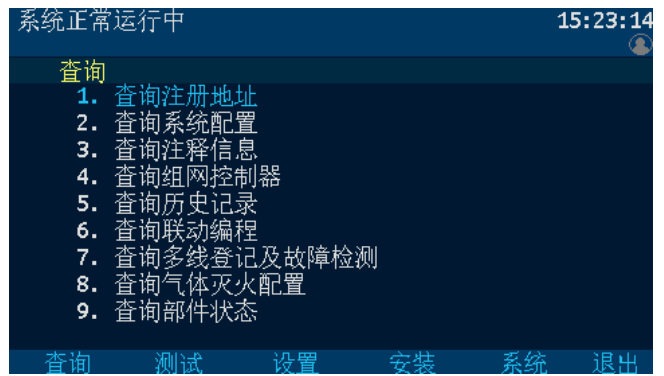 系统正常运行中 15:23:14
查询
1. 查询注册地址
2. 查询系统配置
3. 查询注释信息
4. 查询组网控制器
5. 查询历史记录
6. 查询联动编程
7. 查询多线登记及故障检测
8. 查询气体灭火配置
9. 查询部件状态
查询 测试 设置 安装 系统 退出